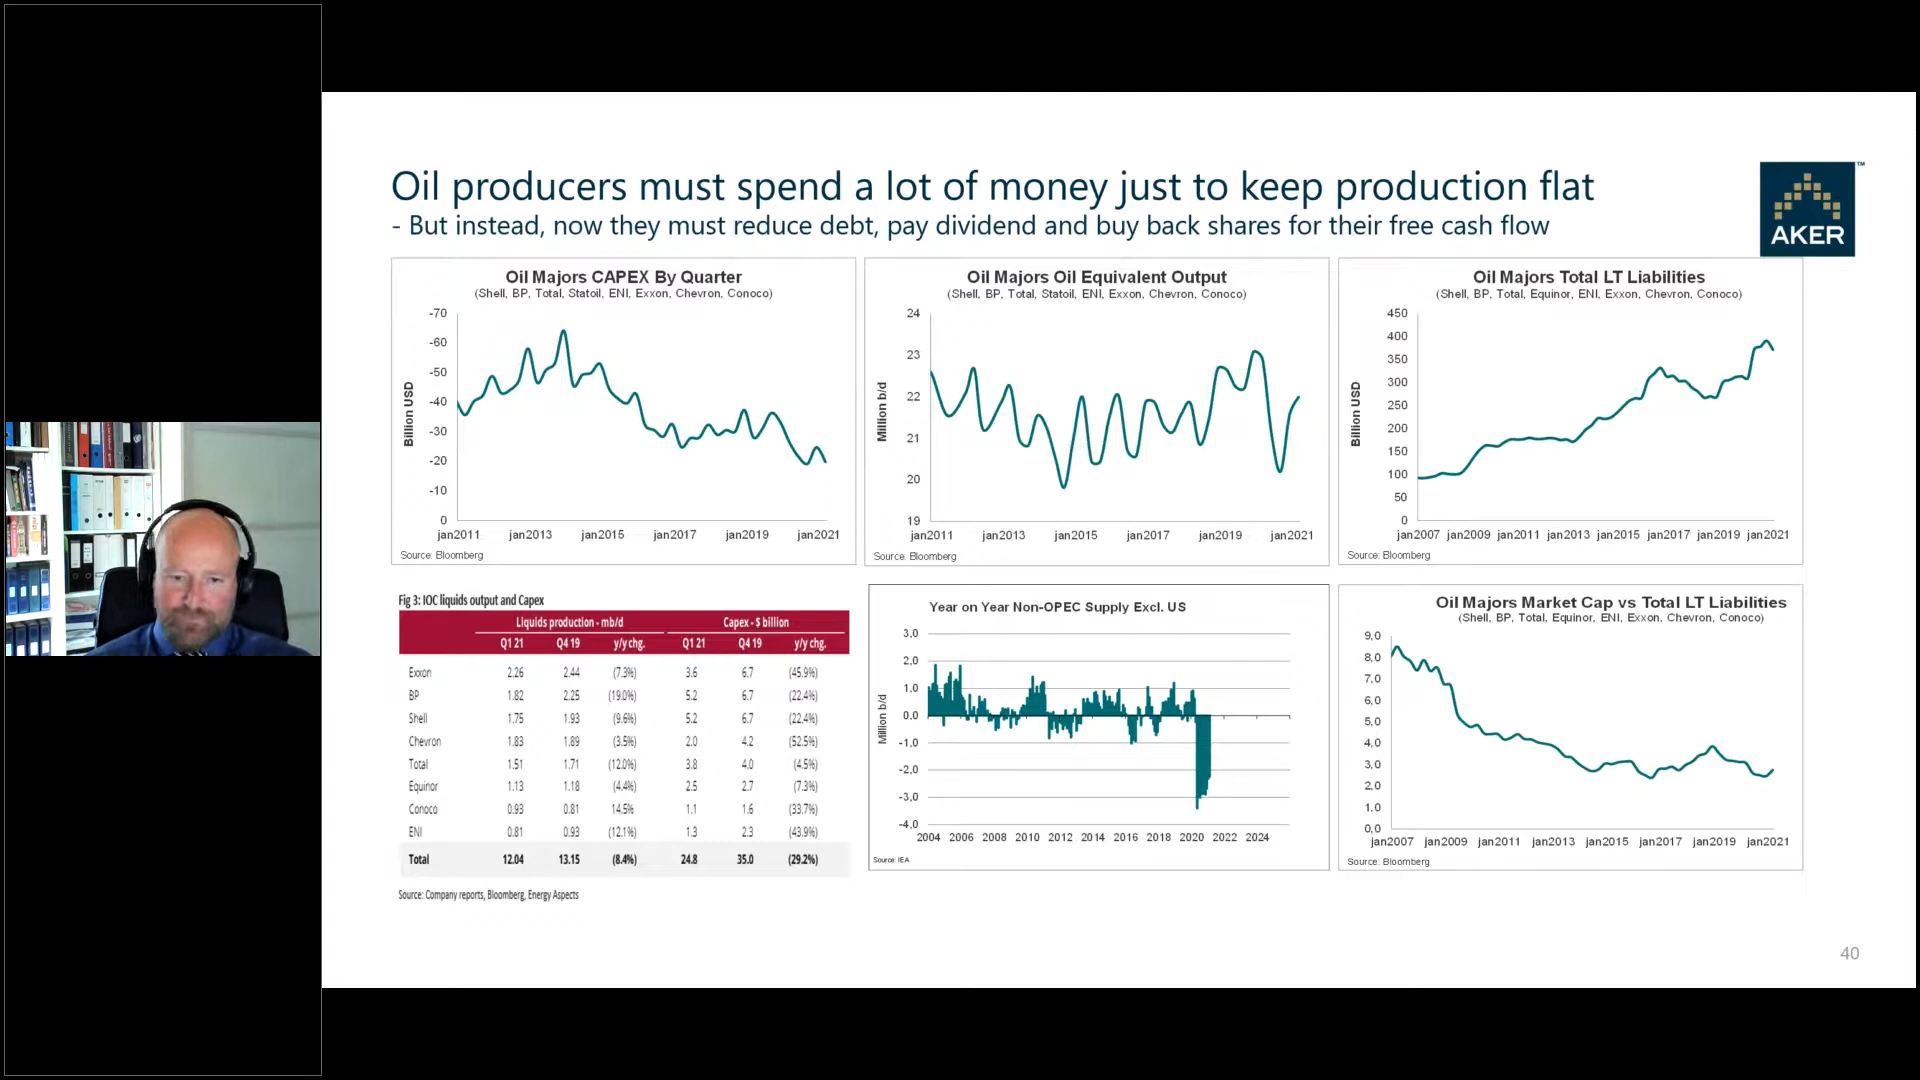 Oil producers must spend a lot of money just to keep production flat
- But instead, now they must reduce debt, pay dividend and buy back shares for their free cash flow
TM
AKER
Oil Majors CAPEX By Quarter
(Shell, BP, Total, Statoil, ENI, Exxon, Chevron, Conoco)
Billion USD
-70
-60
-50
-40
-30
-20
-10
0
jan2011 jan2013 jan2015 jan2017 jan2019 jan2021
Source: Bloomberg
Oil Majors Oil Equivalent Output
(Shell, BP, Total, Statoil, ENI, Exxon, Chevron, Conoco)
Million b/d
24
23
22
21
20
19
jan2011 jan2013 jan2015 jan2017 jan2019 jan2021
Source: Bloomberg
Oil Majors Total LT Liabilities
(Shell, BP, Total, Equinor, ENI, Exxon, Chevron, Conoco)
Billion USD
450
400
350
300
250
200
150
100
50
0
jan2007 jan2009 jan2011 jan2013 jan2015 jan2017 jan2019 jan2021
Source: Bloomberg
Fig 3: IOC liquids output and Capex
Liquids production - mb/d Capex - $ billion
Q1 21 Q4 19 y/y chg. Q1 21 Q4 19 y/y chg.
Exxon 2.26 2.44 (7.3%) 3.6 6.7 (45.9%)
BP 1.82 2.25 (19.0%) 5.2 6.7 (22.4%)
Shell 1.75 1.93 (9.6%) 5.2 6.7 (22.4%)
Chevron 1.83 1.89 (3.5%) 2.0 4.2 (52.5%)
Total 1.51 1.71 (12.0%) 3.8 4.0 (4.5%)
Equinor 1.13 1.18 (4.4%) 2.5 2.7 (7.3%)
Conoco 0.93 0.81 14.5% 1.1 1.6 (33.7%)
ENI 0.81 0.93 (12.1%) 1.3 2.3 (43.9%)
Total 12.04 13.15 (8.4%) 24.8 35.0 (29.2%)
Source: Company reports, Bloomberg, Energy Aspects
Year on Year Non-OPEC Supply Excl. US
Million b/d
3,0
2,0
1,0
0,0
-1,0
-2,0
-3,0
-4,0
2004 2006 2008 2010 2012 2014 2016 2018 2020 2022 2024
Source: IEA
Oil Majors Market Cap vs Total LT Liabilities
(Shell, BP, Total, Equinor, ENI, Exxon, Chevron, Conoco)
9,0
8,0
7,0
6,0
5,0
4,0
3,0
2,0
1,0
0,0
jan2007 jan2009 jan2011 jan2013 jan2015 jan2017 jan2019 jan2021
Source: Bloomberg
40